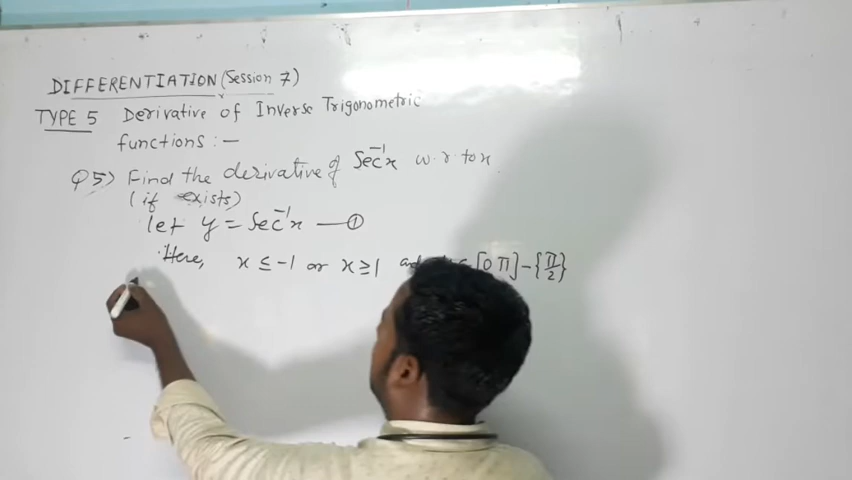 DIFFERENTIATION (Session 7)
TYPE 5 Derivative of Inverse Trigonometric
functions :-
Q5) Find the derivative of Sec⁻¹x w.r.to x
(if exists)
let y = Sec⁻¹x — ①
Here, x ≤ -1 or x ≥ 1 and [0 π] - {π/2}